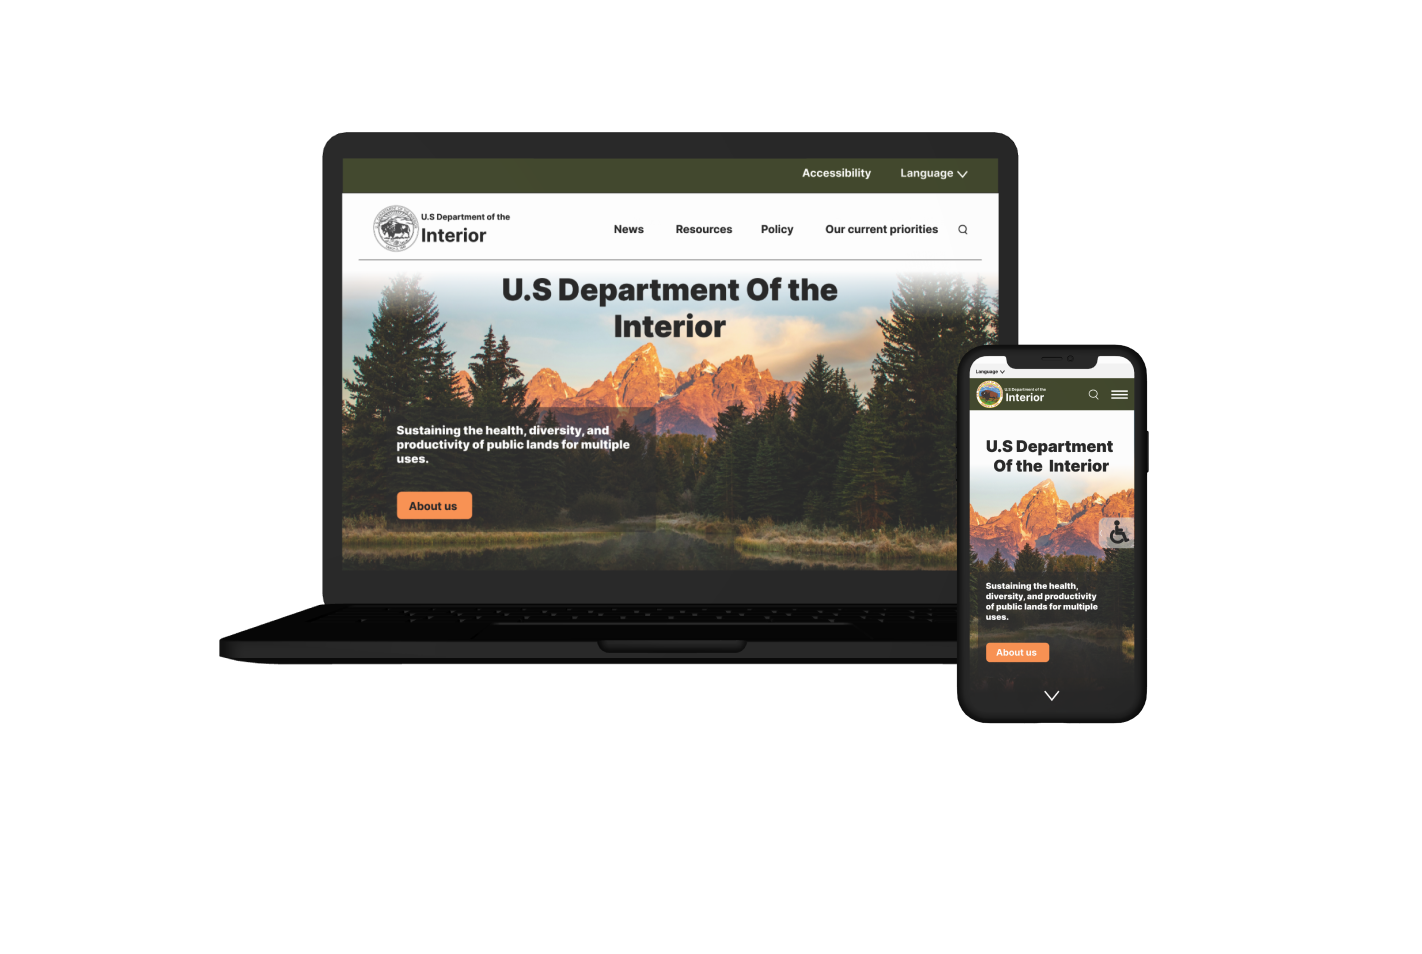 Accessibility Language
U.S Department of the
Interior
News Resources Policy Our current priorities
U.S Department Of the
Interior
Sustaining the health, diversity, and
productivity of public lands for multiple
uses.
About us
Language
U.S Department of the
Interior
U.S Department
Of the Interior
Sustaining the health,
diversity, and productivity
of public lands for multiple
uses.
About us